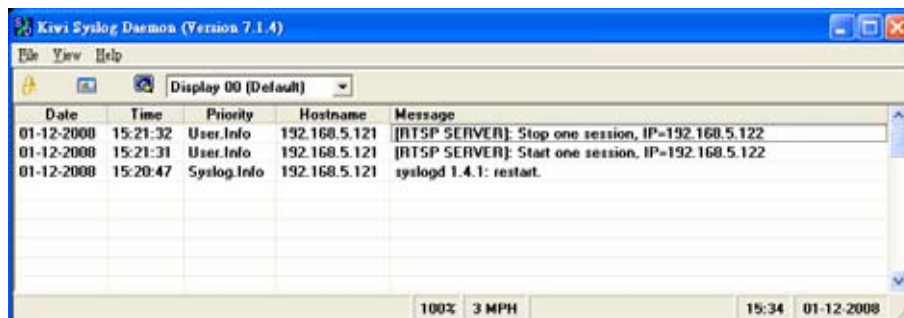 Kiwi Syslog Daemon (Version 7.1.4)
File View Help
Display 00 (Default)
Date Time Priority Hostname Message
01-12-2008 15:21:32 User.Info 192.168.5.121 [RTSP SERVER]: Stop one session, IP=192.168.5.122
01-12-2008 15:21:31 User.Info 192.168.5.121 [RTSP SERVER]: Start one session, IP=192.168.5.122
01-12-2008 15:20:47 Syslog.Info 192.168.5.121 syslogd 1.4.1: restart.
100% 3 MPH 15:34 01-12-2008